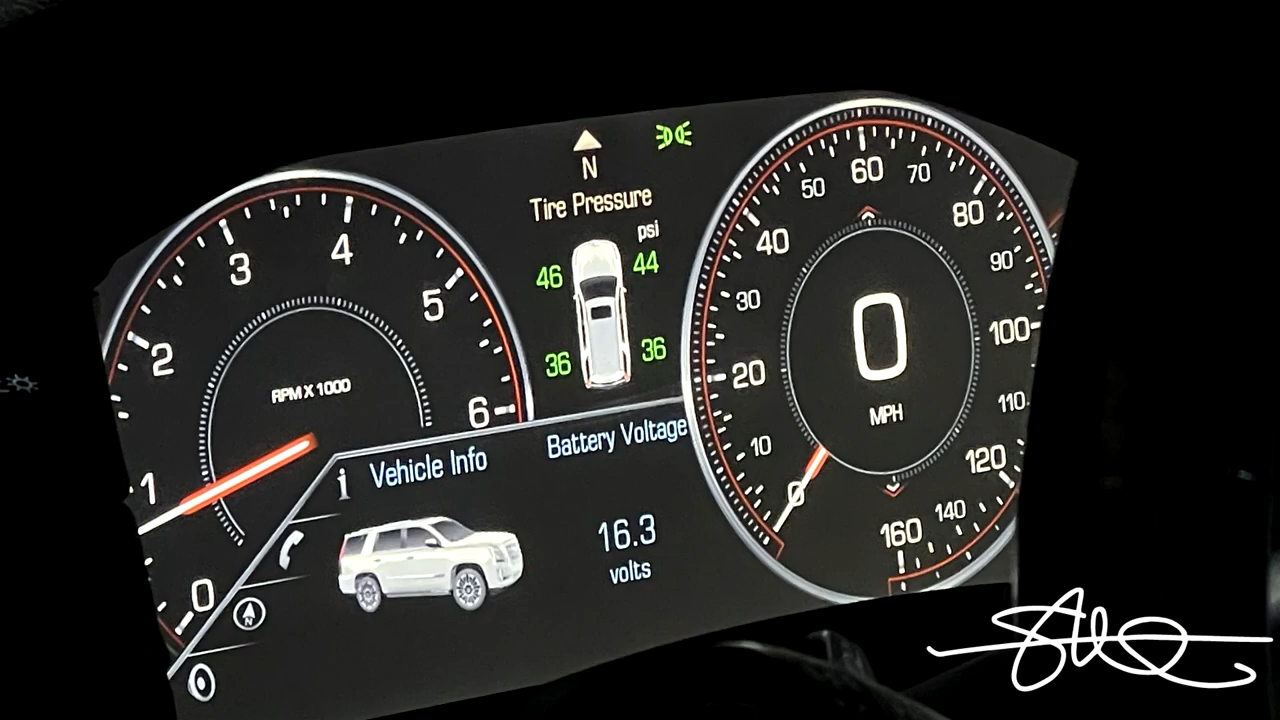 N
Tire Pressure
psi
46 44
36 36
0
1
2
3
4
5
6
RPM X 1000
i Vehicle Info
Battery Voltage
16.3
volts
N
0
10
20
30
40
50
60
70
80
90
100
110
120
140
160
0
MPH